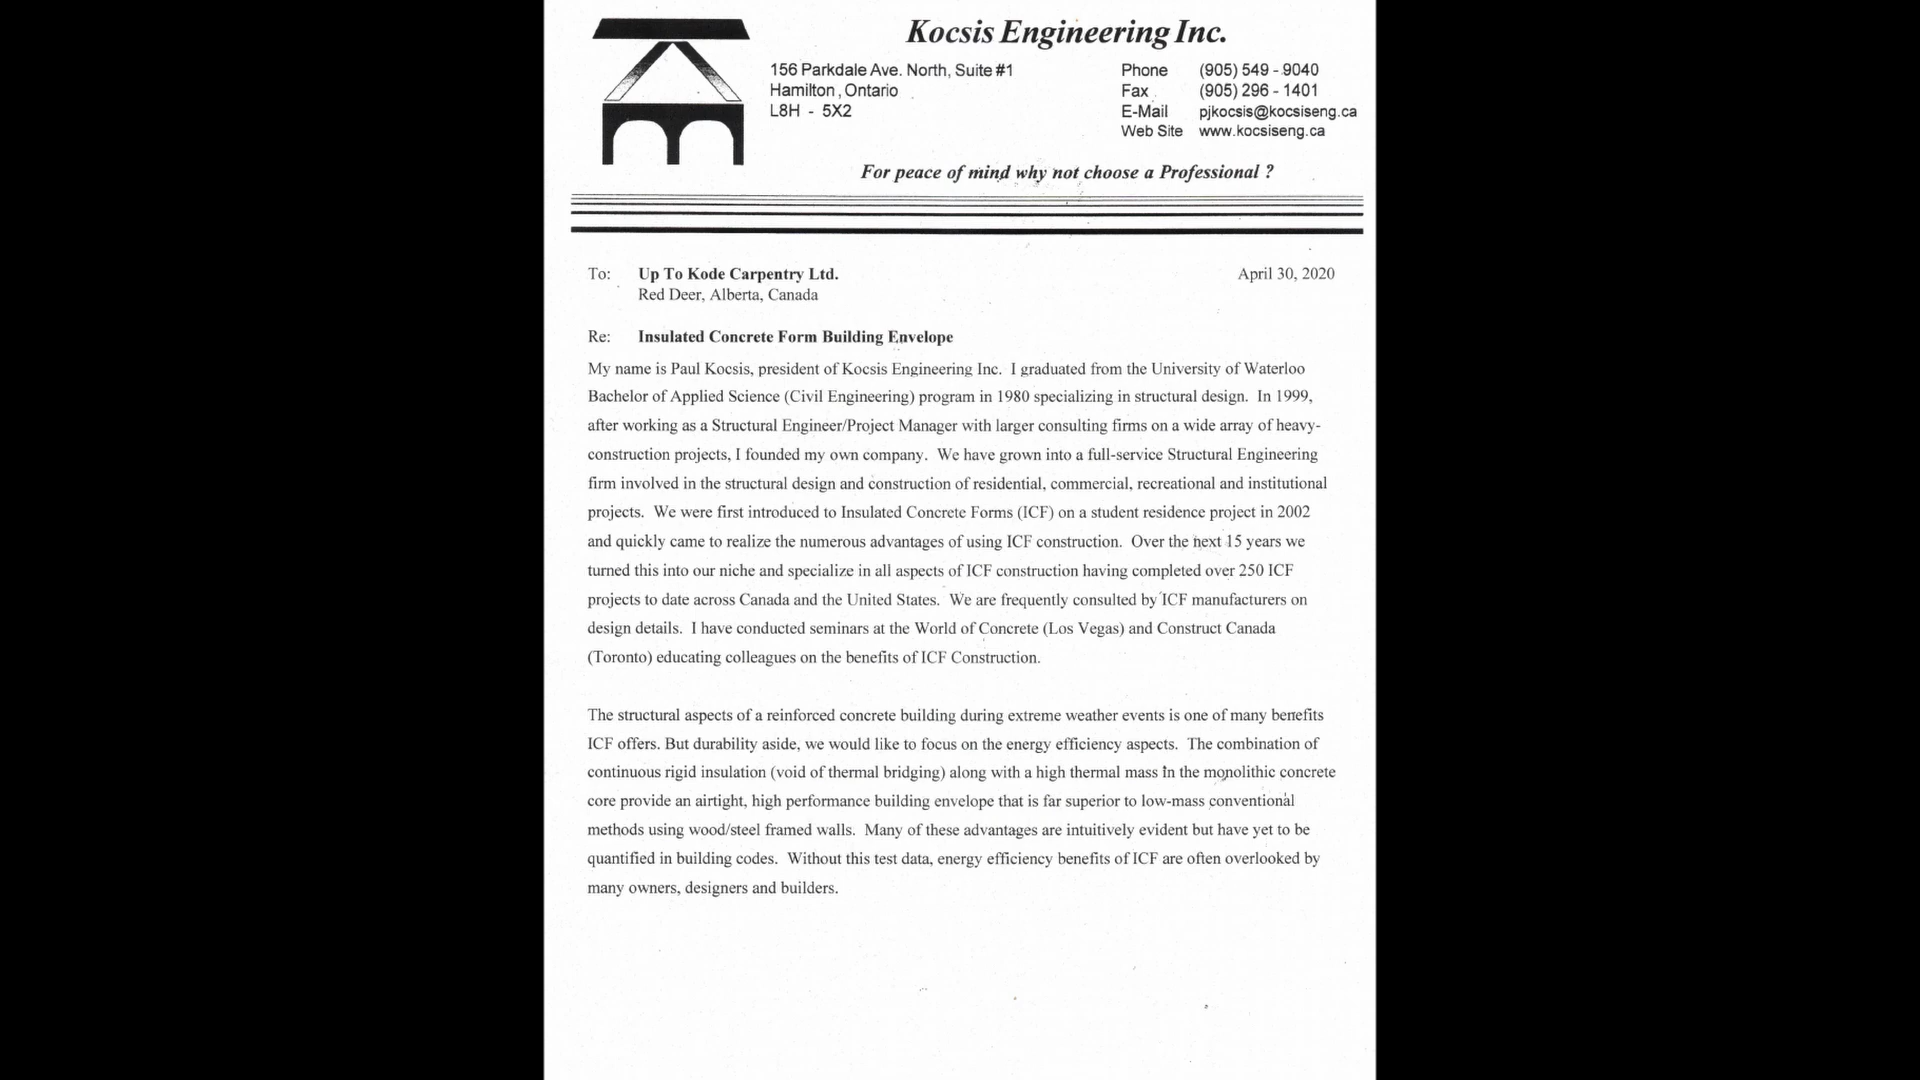 Kocsis Engineering Inc.
156 Parkdale Ave. North, Suite #1
Hamilton, Ontario
L8H - 5X2
Phone (905) 549 - 9040
Fax (905) 296 - 1401
E-Mail pjkocsis@kocsiseng.ca
Web Site www.kocsiseng.ca
For peace of mind why not choose a Professional ?
To: Up To Kode Carpentry Ltd. April 30, 2020
Red Deer, Alberta, Canada
Re: Insulated Concrete Form Building Envelope
My name is Paul Kocsis, president of Kocsis Engineering Inc. I graduated from the University of Waterloo
Bachelor of Applied Science (Civil Engineering) program in 1980 specializing in structural design. In 1999,
after working as a Structural Engineer/Project Manager with larger consulting firms on a wide array of heavy-
construction projects, I founded my own company. We have grown into a full-service Structural Engineering
firm involved in the structural design and construction of residential, commercial, recreational and institutional
projects. We were first introduced to Insulated Concrete Forms (ICF) on a student residence project in 2002
and quickly came to realize the numerous advantages of using ICF construction. Over the next 15 years we
turned this into our niche and specialize in all aspects of ICF construction having completed over 250 ICF
projects to date across Canada and the United States. We are frequently consulted by ICF manufacturers on
design details. I have conducted seminars at the World of Concrete (Los Vegas) and Construct Canada
(Toronto) educating colleagues on the benefits of ICF Construction.
The structural aspects of a reinforced concrete building during extreme weather events is one of many benefits
ICF offers. But durability aside, we would like to focus on the energy efficiency aspects. The combination of
continuous rigid insulation (void of thermal bridging) along with a high thermal mass in the monolithic concrete
core provide an airtight, high performance building envelope that is far superior to low-mass conventional
methods using wood/steel framed walls. Many of these advantages are intuitively evident but have yet to be
quantified in building codes. Without this test data, energy efficiency benefits of ICF are often overlooked by
many owners, designers and builders.